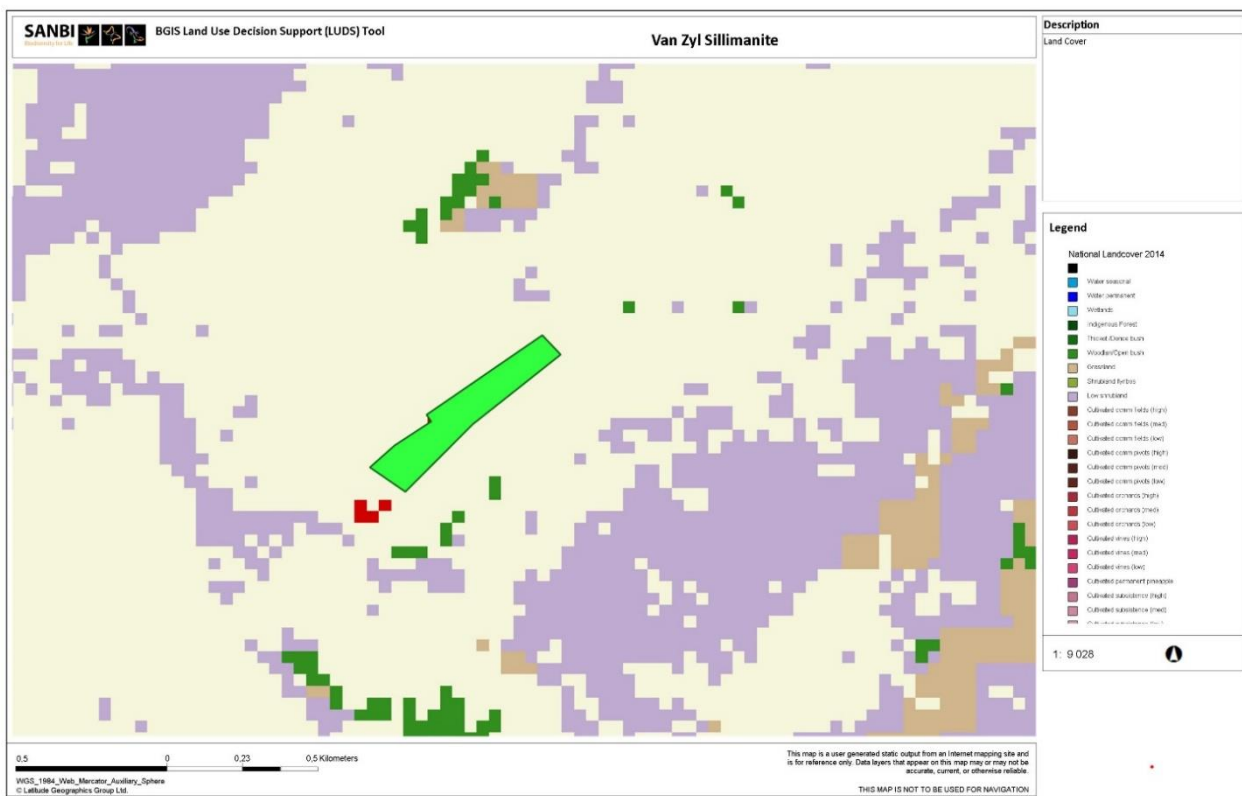 SANBI
Biodiversity for Life
BGIS Land Use Decision Support (LUDS) Tool
Van Zyl Sillimanite
Description
Land Cover
Legend
National Landcover 2014
Water seasonal
Water permanent
Wetlands
Indigenous Forest
Thicket /Dense bush
Woodlan/Open bush
Grassland
Shrubland fynbos
Low shrubland
Cultivated comm fields (high)
Cultivated comm fields (med)
Cultivated comm fields (low)
Cultivated comm pivots (high)
Cultivated comm pivots (med)
Cultivated comm pivots (low)
Cultivated orchards (high)
Cultivated orchards (med)
Cultivated orchards (low)
Cultivated vines (high)
Cultivated vines (med)
Cultivated vines (low)
Cultivated permanent pineapple
Cultivated subsistence (high)
Cultivated subsistence (med)
1: 9 028
0,5 0 0,23 0,5 Kilometers
WGS_1984_Web_Mercator_Auxiliary_Sphere
© Latitude Geographics Group Ltd.
This map is a user generated static output from an Internet mapping site and
is for reference only. Data layers that appear on this map may or may not be
accurate, current, or otherwise reliable.
THIS MAP IS NOT TO BE USED FOR NAVIGATION